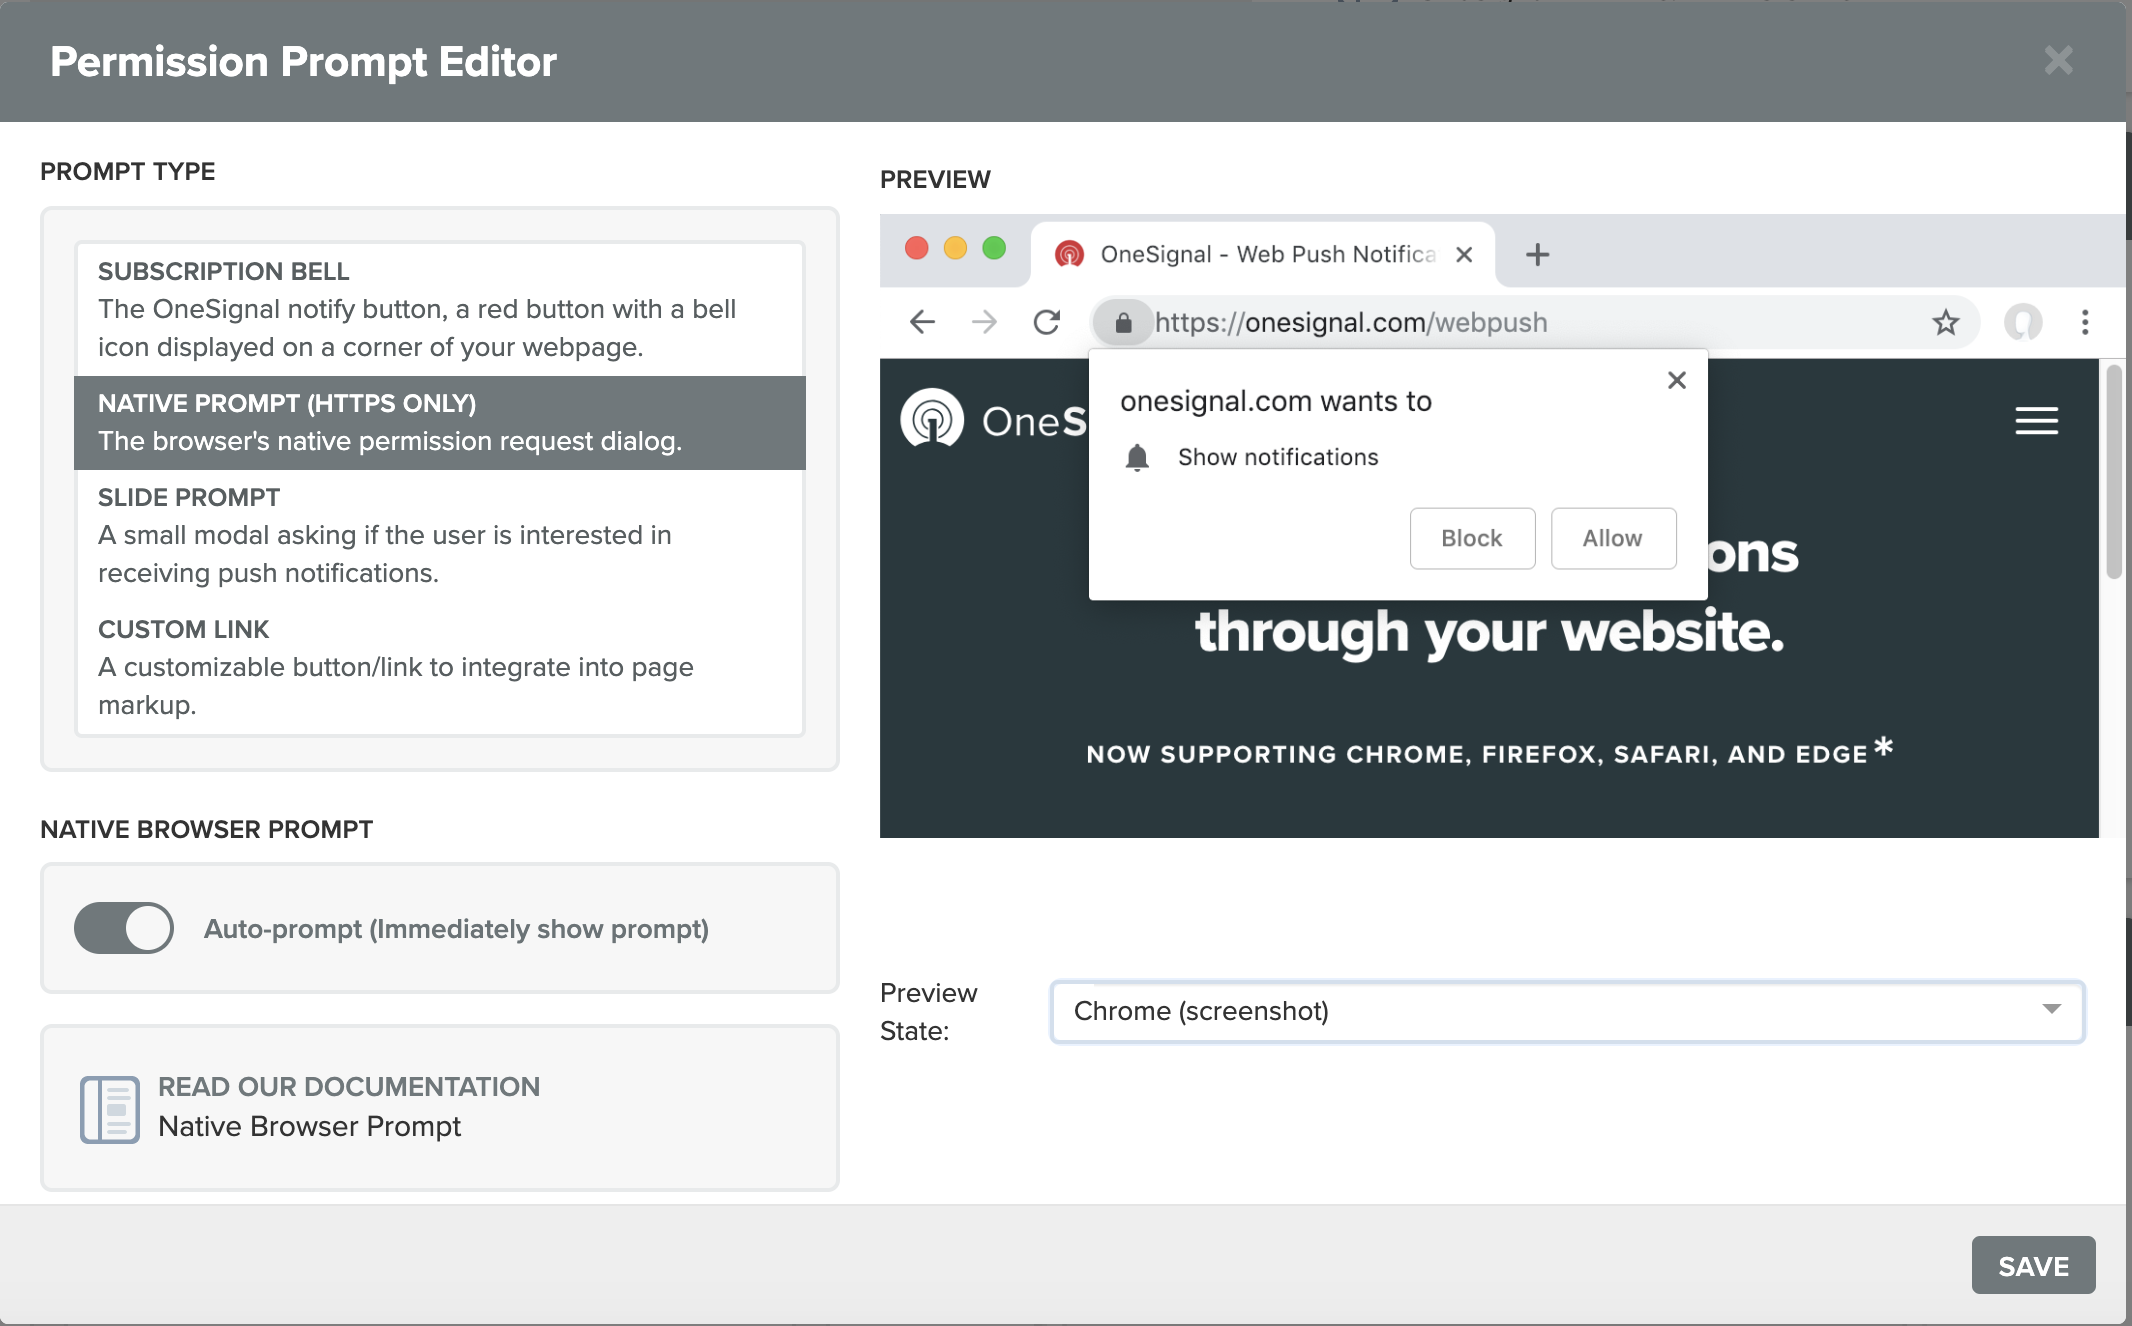 Permission Prompt Editor
PROMPT TYPE
SUBSCRIPTION BELL
The OneSignal notify button, a red button with a bell
icon displayed on a corner of your webpage.
NATIVE PROMPT (HTTPS ONLY)
The browser's native permission request dialog.
SLIDE PROMPT
A small modal asking if the user is interested in
receiving push notifications.
CUSTOM LINK
A customizable button/link to integrate into page
markup.
NATIVE BROWSER PROMPT
Auto-prompt (Immediately show prompt)
READ OUR DOCUMENTATION
Native Browser Prompt
PREVIEW
OneSignal - Web Push Notifica
https://onesignal.com/webpush
OneS
onesignal.com wants to
Show notifications
Block Allow
ons
through your website.
NOW SUPPORTING CHROME, FIREFOX, SAFARI, AND EDGE*
Preview
State:
Chrome (screenshot)
SAVE